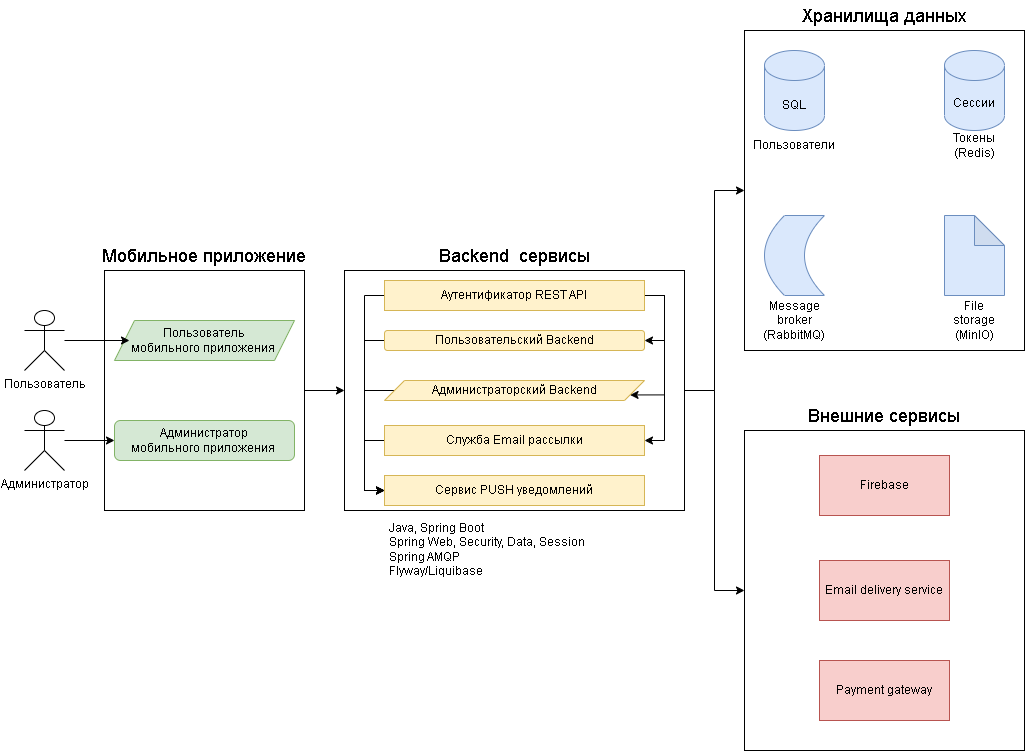 Хранилища данных
SQL
Пользователи
Сессии
Токены
(Redis)
Message
broker
(RabbitMQ)
File
storage
(MinIO)
Мобильное приложение
Пользователь
Пользователь
мобильного приложения
Администратор
Администратор
мобильного приложения
Backend сервисы
Аутентификатор REST API
Пользовательский Backend
Администраторский Backend
Служба Email рассылки
Сервис PUSH уведомлений
Java, Spring Boot
Spring Web, Security, Data, Session
Spring AMQP
Flyway/Liquibase
Внешние сервисы
Firebase
Email delivery service
Payment gateway